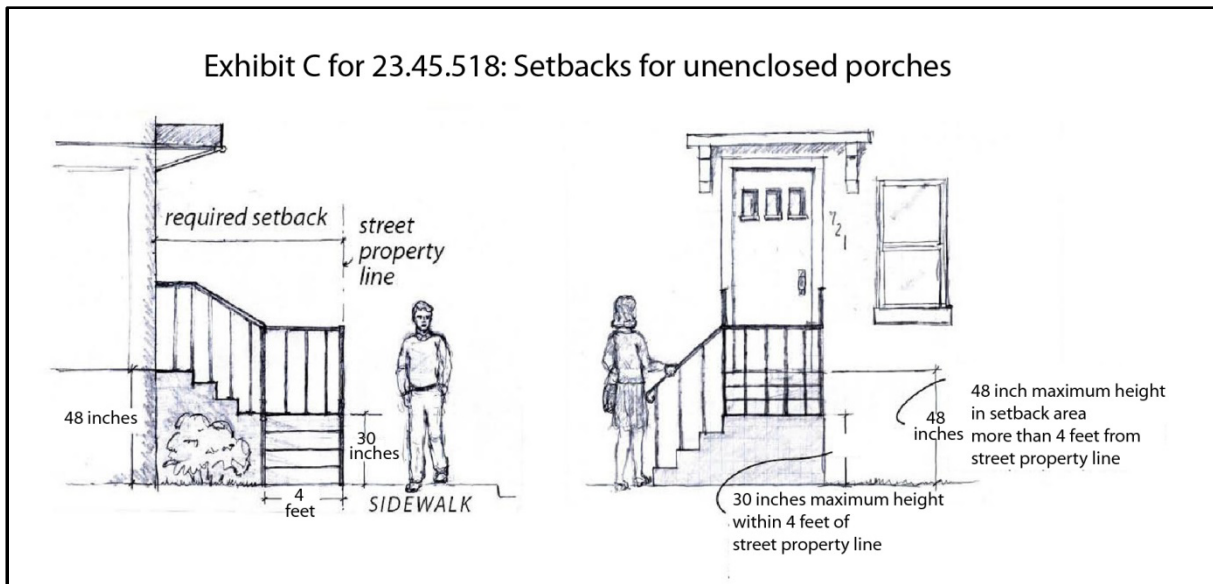 Exhibit C for 23.45.518: Setbacks for unenclosed porches
required setback
street
property
line
48 inches
30
inches
4
feet
SIDEWALK
721
48
inches
48 inch maximum height
in setback area
more than 4 feet from
street property line
30 inches maximum height
within 4 feet of
street property line